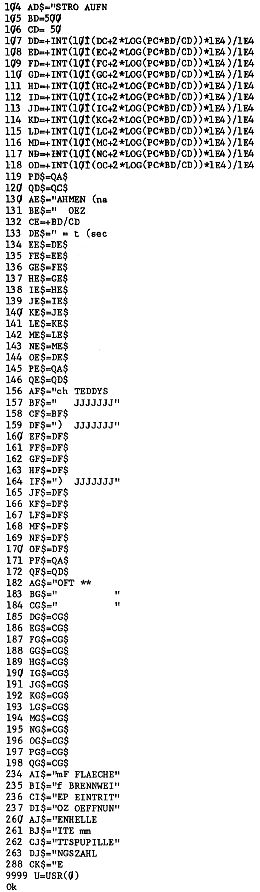 104 AD$="STRO AUFN
105 BD=500
106 CD= 50
107 DD=+INT(10↑(DC+2*LOG(PC*BD/CD))*1E4)/1E4
108 ED=+INT(10↑(EC+2*LOG(PC*BD/CD))*1E4)/1E4
109 FD=+INT(10↑(FC+2*LOG(PC*BD/CD))*1E4)/1E4
110 GD=+INT(10↑(GC+2*LOG(PC*BD/CD))*1E4)/1E4
111 HD=+INT(10↑(HC+2*LOG(PC*BD/CD))*1E4)/1E4
112 ID=+INT(10↑(IC+2*LOG(PC*BD/CD))*1E4)/1E4
113 JD=+INT(10↑(JC+2*LOG(PC*BD/CD))*1E4)/1E4
114 KD=+INT(10↑(KC+2*LOG(PC*BD/CD))*1E4)/1E4
115 LD=+INT(10↑(LC+2*LOG(PC*BD/CD))*1E4)/1E4
116 MD=+INT(10↑(MC+2*LOG(PC*BD/CD))*1E4)/1E4
117 ND=+INT(10↑(NC+2*LOG(PC*BD/CD))*1E4)/1E4
118 OD=+INT(10↑(OC+2*LOG(PC*BD/CD))*1E4)/1E4
119 PD$=QA$
120 QD$=QC$
130 AE$="AHMEN (na
131 BE$="  OEZ
132 CE=+BD/CD
133 DE$=" = t (sec
134 EE$=DE$
135 FE$=EE$
136 GE$=FE$
137 HE$=GE$
138 IE$=HE$
139 JE$=IE$
140 KE$=JE$
141 LE$=KE$
142 ME$=LE$
143 NE$=ME$
144 OE$=DE$
145 PE$=QA$
146 QE$=QD$
156 AF$="ch TEDDYS
157 BF$="  JJJJJJJ"
158 CF$=BF$
159 DF$=")  JJJJJJJ"
160 EF$=DF$
161 FF$=DF$
162 GF$=DF$
163 HF$=DF$
164 IF$=")  JJJJJJJ"
165 JF$=DF$
166 KF$=DF$
167 LF$=DF$
168 MF$=DF$
169 NF$=DF$
170 OF$=DF$
171 PF$=QA$
172 QF$=QD$
182 AG$="OFT **
183 BG$="         "
184 CG$="         "
185 DG$=CG$
186 EG$=CG$
187 FG$=CG$
188 GG$=CG$
189 HG$=CG$
190 IG$=CG$
191 JG$=CG$
192 KG$=CG$
193 LG$=CG$
194 MG$=CG$
195 NG$=CG$
196 OG$=CG$
197 PG$=CG$
198 QG$=CG$
234 AI$="mF FLAECHE"
235 BI$="f BRENNWEI"
236 CI$="EP EINTRIT"
237 DI$="OZ OEFFNUN"
260 AJ$="ENHELLE
261 BJ$="ITE mm
262 CJ$="TTSPUPILLE"
263 DJ$="NGSZAHL
288 CK$="E
9999 U=USR(0)
Ok